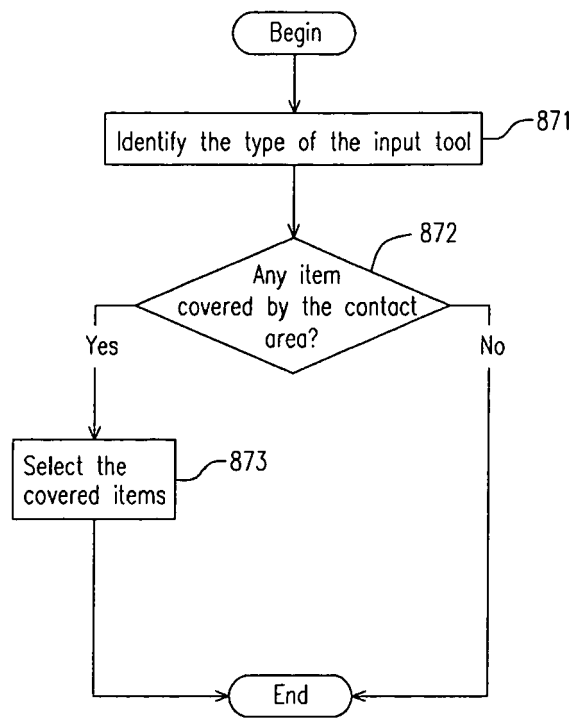 Begin
Identify the type of the input tool
871
872
Any item
covered by the contact
area?
Yes
No
Select the
covered items
873
End